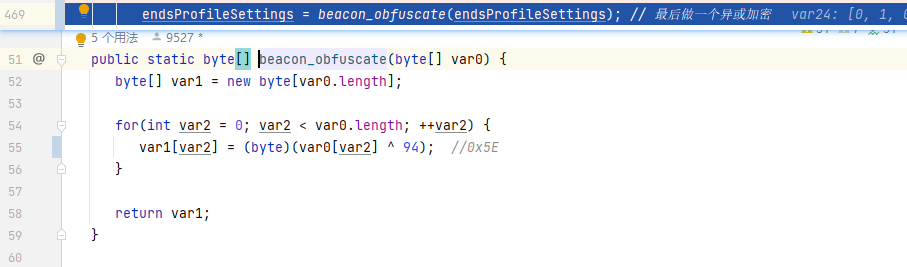 469 endsProfileSettings = beacon_obfuscate(endsProfileSettings); // 最后做一个异或加密 var24: [0, 1, 0
5 个用法 9527 *
51 @ public static byte[] beacon_obfuscate(byte[] var0) {
52 byte[] var1 = new byte[var0.length];
53
54 for(int var2 = 0; var2 < var0.length; ++var2) {
55 var1[var2] = (byte)(var0[var2] ^ 94); //0x5E
56 }
57
58 return var1;
59 }
60